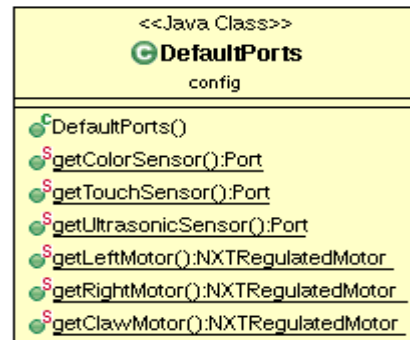 <<Java Class>>
DefaultPorts
config
DefaultPorts()
getColorSensor():Port
getTouchSensor():Port
getUltrasonicSensor():Port
getLeftMotor():NXTRegulatedMotor
getRightMotor():NXTRegulatedMotor
getClawMotor():NXTRegulatedMotor